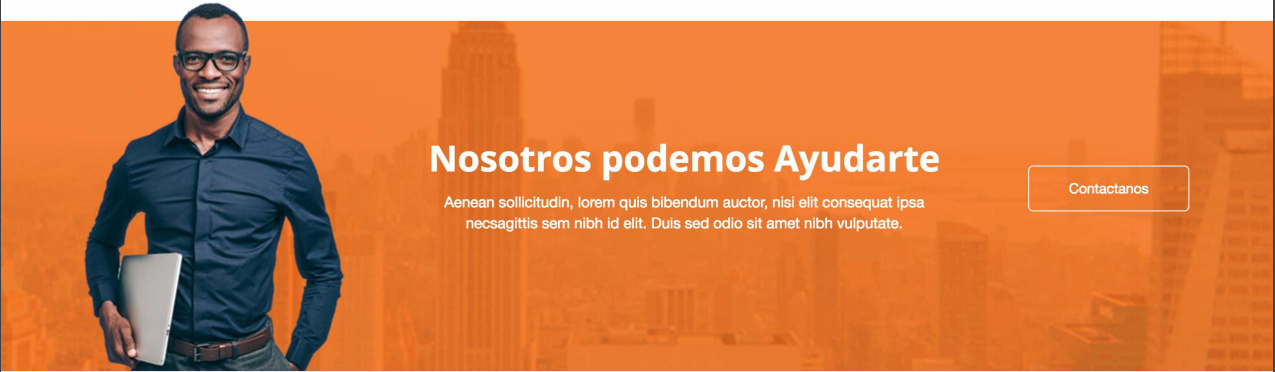 Nosotros podemos Ayudarte
Aenean sollicitudin, lorem quis bibendum auctor, nisi elit consequat ipsa
necsagittis sem nibh id elit. Duis sed odio sit amet nibh vulputate.
Contactanos